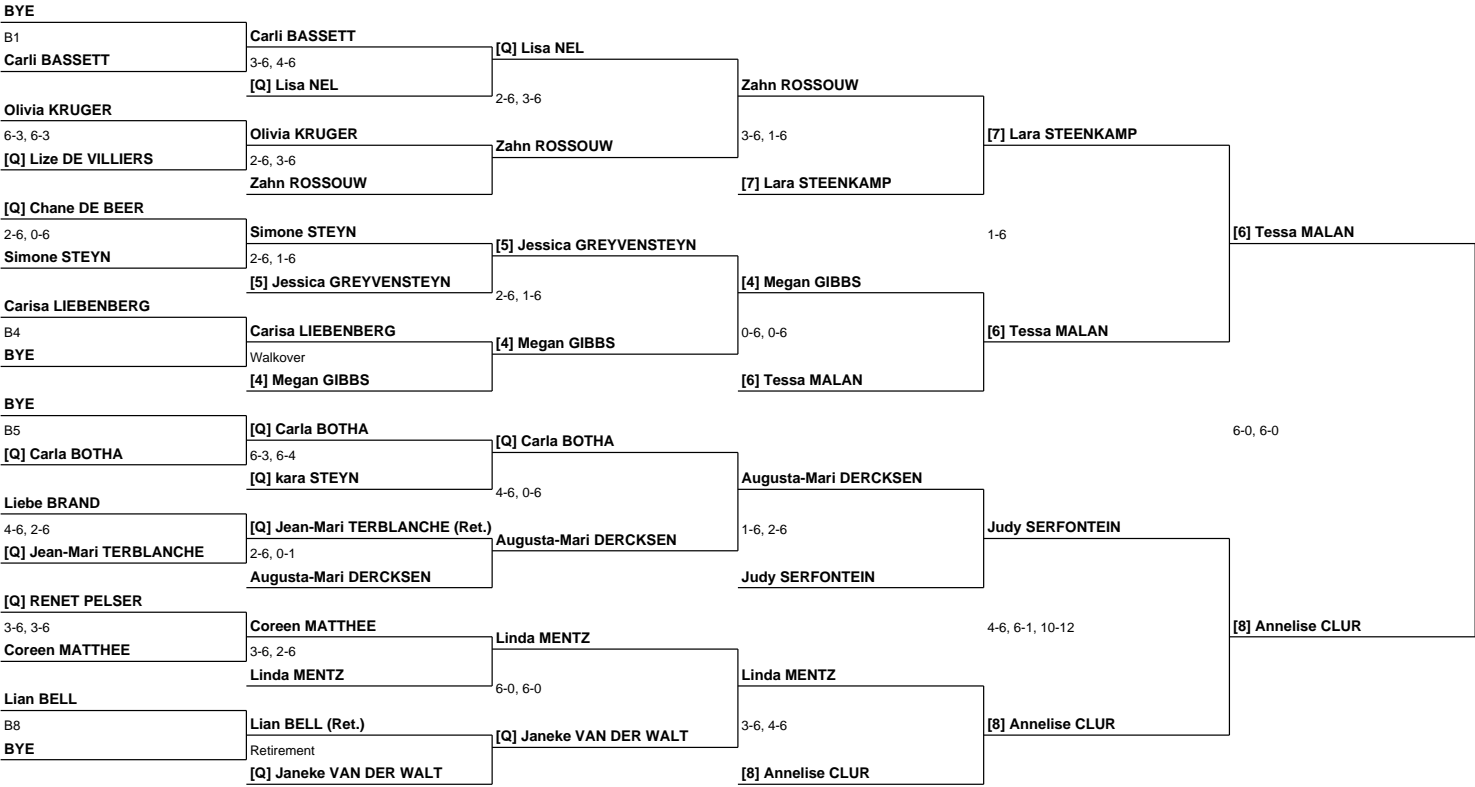 BYE
B1
Carli BASSETT
Olivia KRUGER
6-3, 6-3
[Q] Lize DE VILLIERS
[Q] Chane DE BEER
2-6, 0-6
Simone STEYN
Carisa LIEBENBERG
B4
BYE
BYE
B5
[Q] Carla BOTHA
Liebe BRAND
4-6, 2-6
[Q] Jean-Mari TERBLANCHE
[Q] RENET PELSER
3-6, 3-6
Coreen MATTHEE
Lian BELL
B8
BYE
Carli BASSETT
3-6, 4-6
[Q] Lisa NEL
Olivia KRUGER
2-6, 3-6
Zahn ROSSOUW
Simone STEYN
2-6, 1-6
[5] Jessica GREYVENSTEYN
Carisa LIEBENBERG
Walkover
[4] Megan GIBBS
[Q] Carla BOTHA
6-3, 6-4
[Q] kara STEYN
[Q] Jean-Mari TERBLANCHE (Ret.)
2-6, 0-1
Augusta-Mari DERCKSEN
Coreen MATTHEE
3-6, 2-6
Linda MENTZ
Lian BELL (Ret.)
Retirement
[Q] Janeke VAN DER WALT
[Q] Lisa NEL
2-6, 3-6
Zahn ROSSOUW
[5] Jessica GREYVENSTEYN
2-6, 1-6
[4] Megan GIBBS
[Q] Carla BOTHA
4-6, 0-6
Augusta-Mari DERCKSEN
Linda MENTZ
6-0, 6-0
[Q] Janeke VAN DER WALT
Zahn ROSSOUW
3-6, 1-6
[7] Lara STEENKAMP
[4] Megan GIBBS
0-6, 0-6
[6] Tessa MALAN
Augusta-Mari DERCKSEN
1-6, 2-6
Judy SERFONTEIN
Linda MENTZ
3-6, 4-6
[8] Annelise CLUR
[7] Lara STEENKAMP
1-6
[6] Tessa MALAN
Judy SERFONTEIN
4-6, 6-1, 10-12
[8] Annelise CLUR
[6] Tessa MALAN
6-0, 6-0
[8] Annelise CLUR